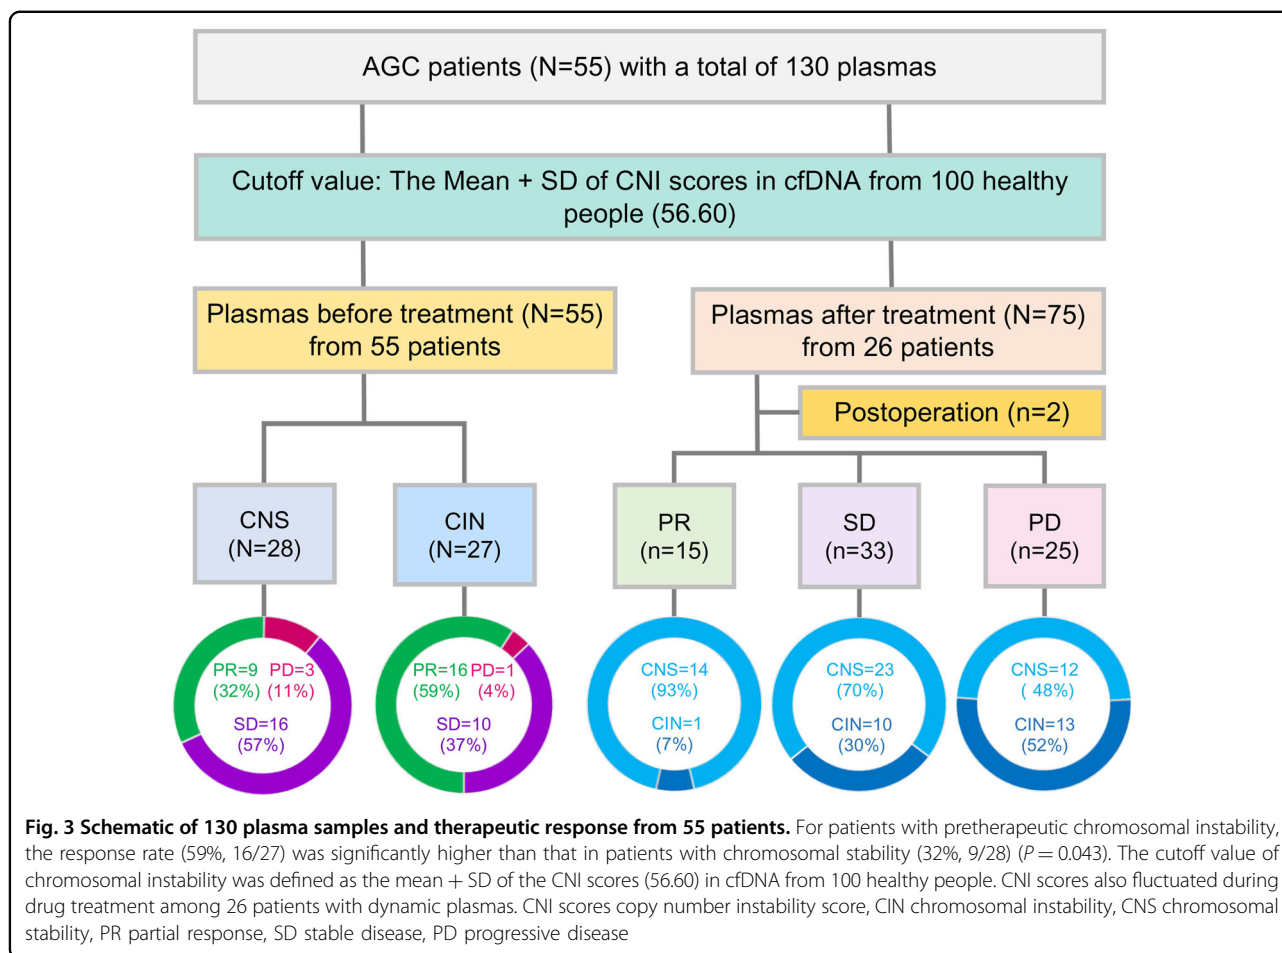 AGC patients (N=55) with a total of 130 plasmas
Cutoff value: The Mean + SD of CNI scores in cfDNA from 100 healthy
people (56.60)
Plasmas before treatment (N=55)
from 55 patients
Plasmas after treatment (N=75)
from 26 patients
Postoperation (n=2)
CNS
(N=28)
CIN
(N=27)
PR
(n=15)
SD
(n=33)
PD
(n=25)
PR=9 PD=3
(32%) (11%)
SD=16
(57%)
PR=16 PD=1
(59%) (4%)
SD=10
(37%)
CNS=14
(93%)
CIN=1
(7%)
CNS=23
(70%)
CIN=10
(30%)
CNS=12
( 48%)
CIN=13
(52%)
Fig. 3 Schematic of 130 plasma samples and therapeutic response from 55 patients. For patients with pretherapeutic chromosomal instability,
the response rate (59%, 16/27) was significantly higher than that in patients with chromosomal stability (32%, 9/28) (P = 0.043). The cutoff value of
chromosomal instability was defined as the mean + SD of the CNI scores (56.60) in cfDNA from 100 healthy people. CNI scores also fluctuated during
drug treatment among 26 patients with dynamic plasmas. CNI scores copy number instability score, CIN chromosomal instability, CNS chromosomal
stability, PR partial response, SD stable disease, PD progressive disease